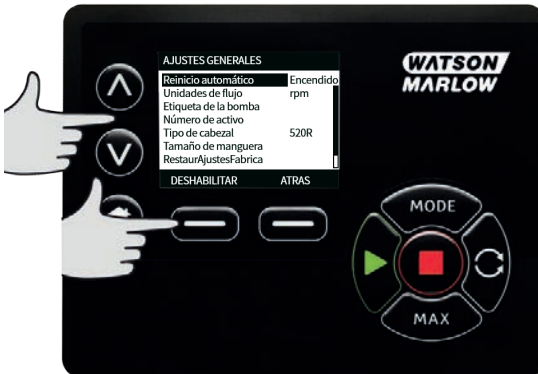 AJUSTES GENERALES
Reinicio automático Encendido
Unidades de flujo rpm
Etiqueta de la bomba
Número de activo
Tipo de cabezal 520R
Tamaño de manguera
RestaurAjustesFabrica
DESHABILITAR ATRAS
WATSON
MARLOW
MODE
MAX